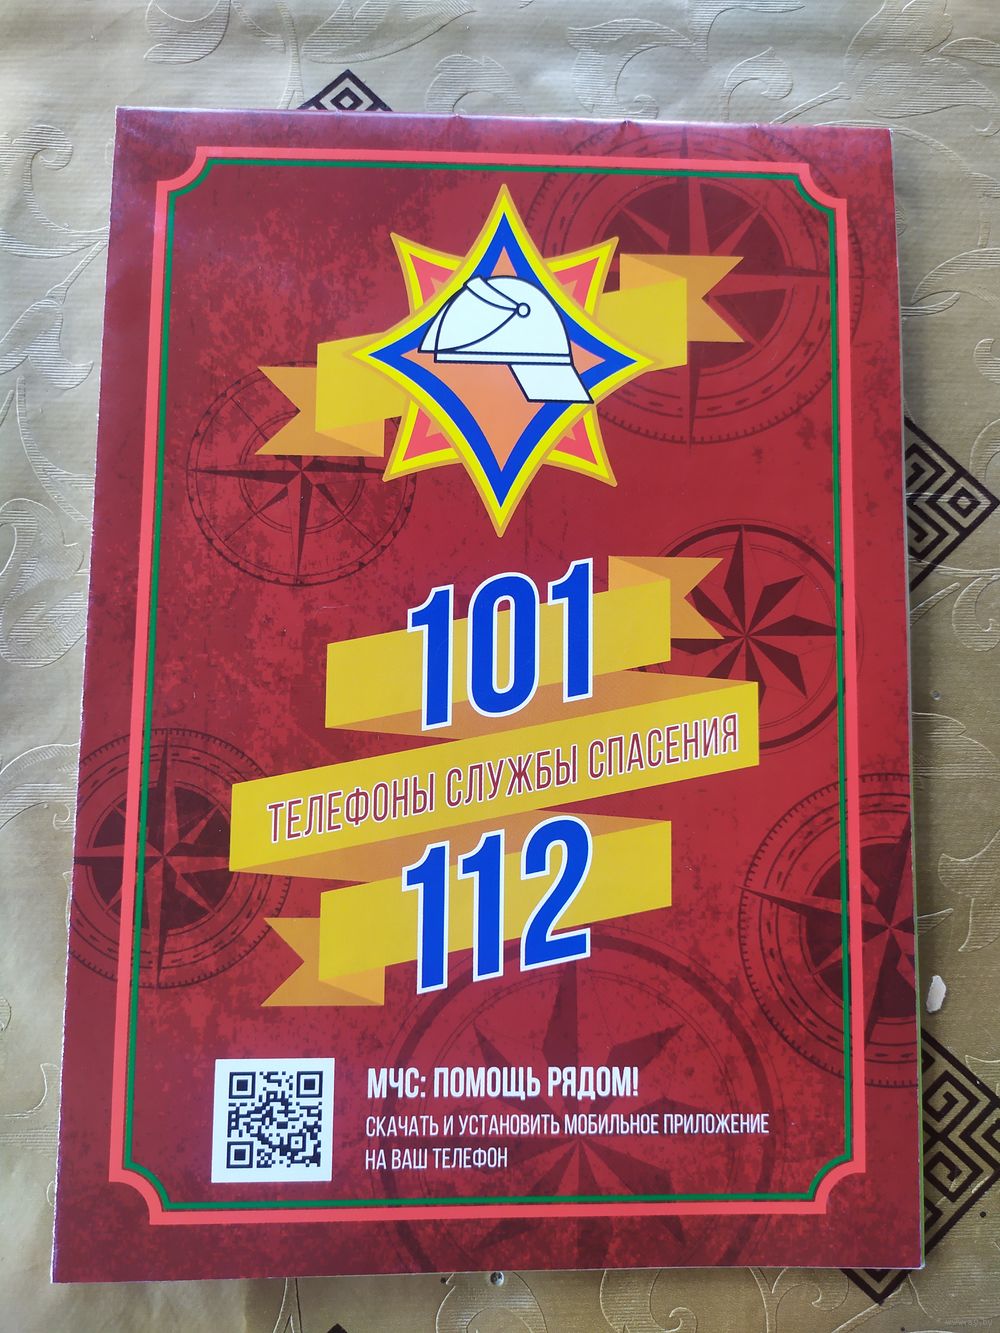 101
ТЕЛЕФОНЫ СЛУЖБЫ СПАСЕНИЯ
112
МЧС: ПОМОЩЬ РЯДОМ!
СКАЧАТЬ И УСТАНОВИТЬ МОБИЛЬНОЕ ПРИЛОЖЕНИЕ
НА ВАШ ТЕЛЕФОН